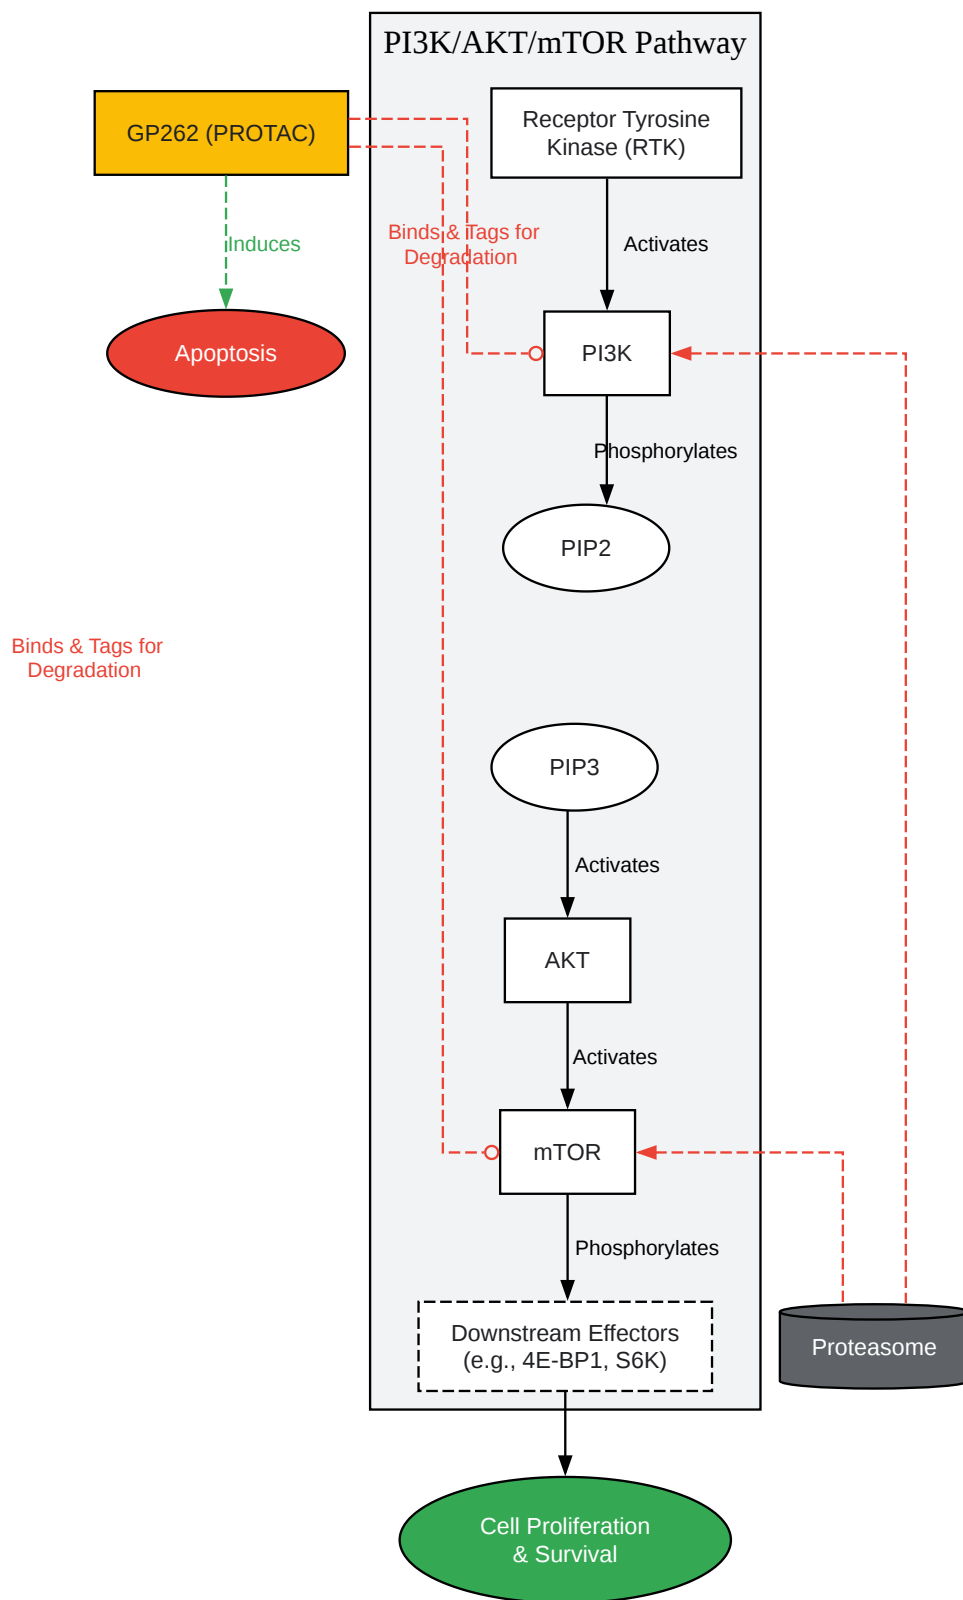 PI3K/AKT/mTOR Pathway
GP262 (PROTAC)
Receptor Tyrosine
Kinase (RTK)
Induces
Binds & Tags for
Degradation
Activates
Apoptosis
PI3K
Phosphorylates
PIP2
Binds & Tags for
Degradation
PIP3
Activates
AKT
Activates
mTOR
Phosphorylates
Downstream Effectors
(e.g., 4E-BP1, S6K)
Proteasome
Cell Proliferation
& Survival